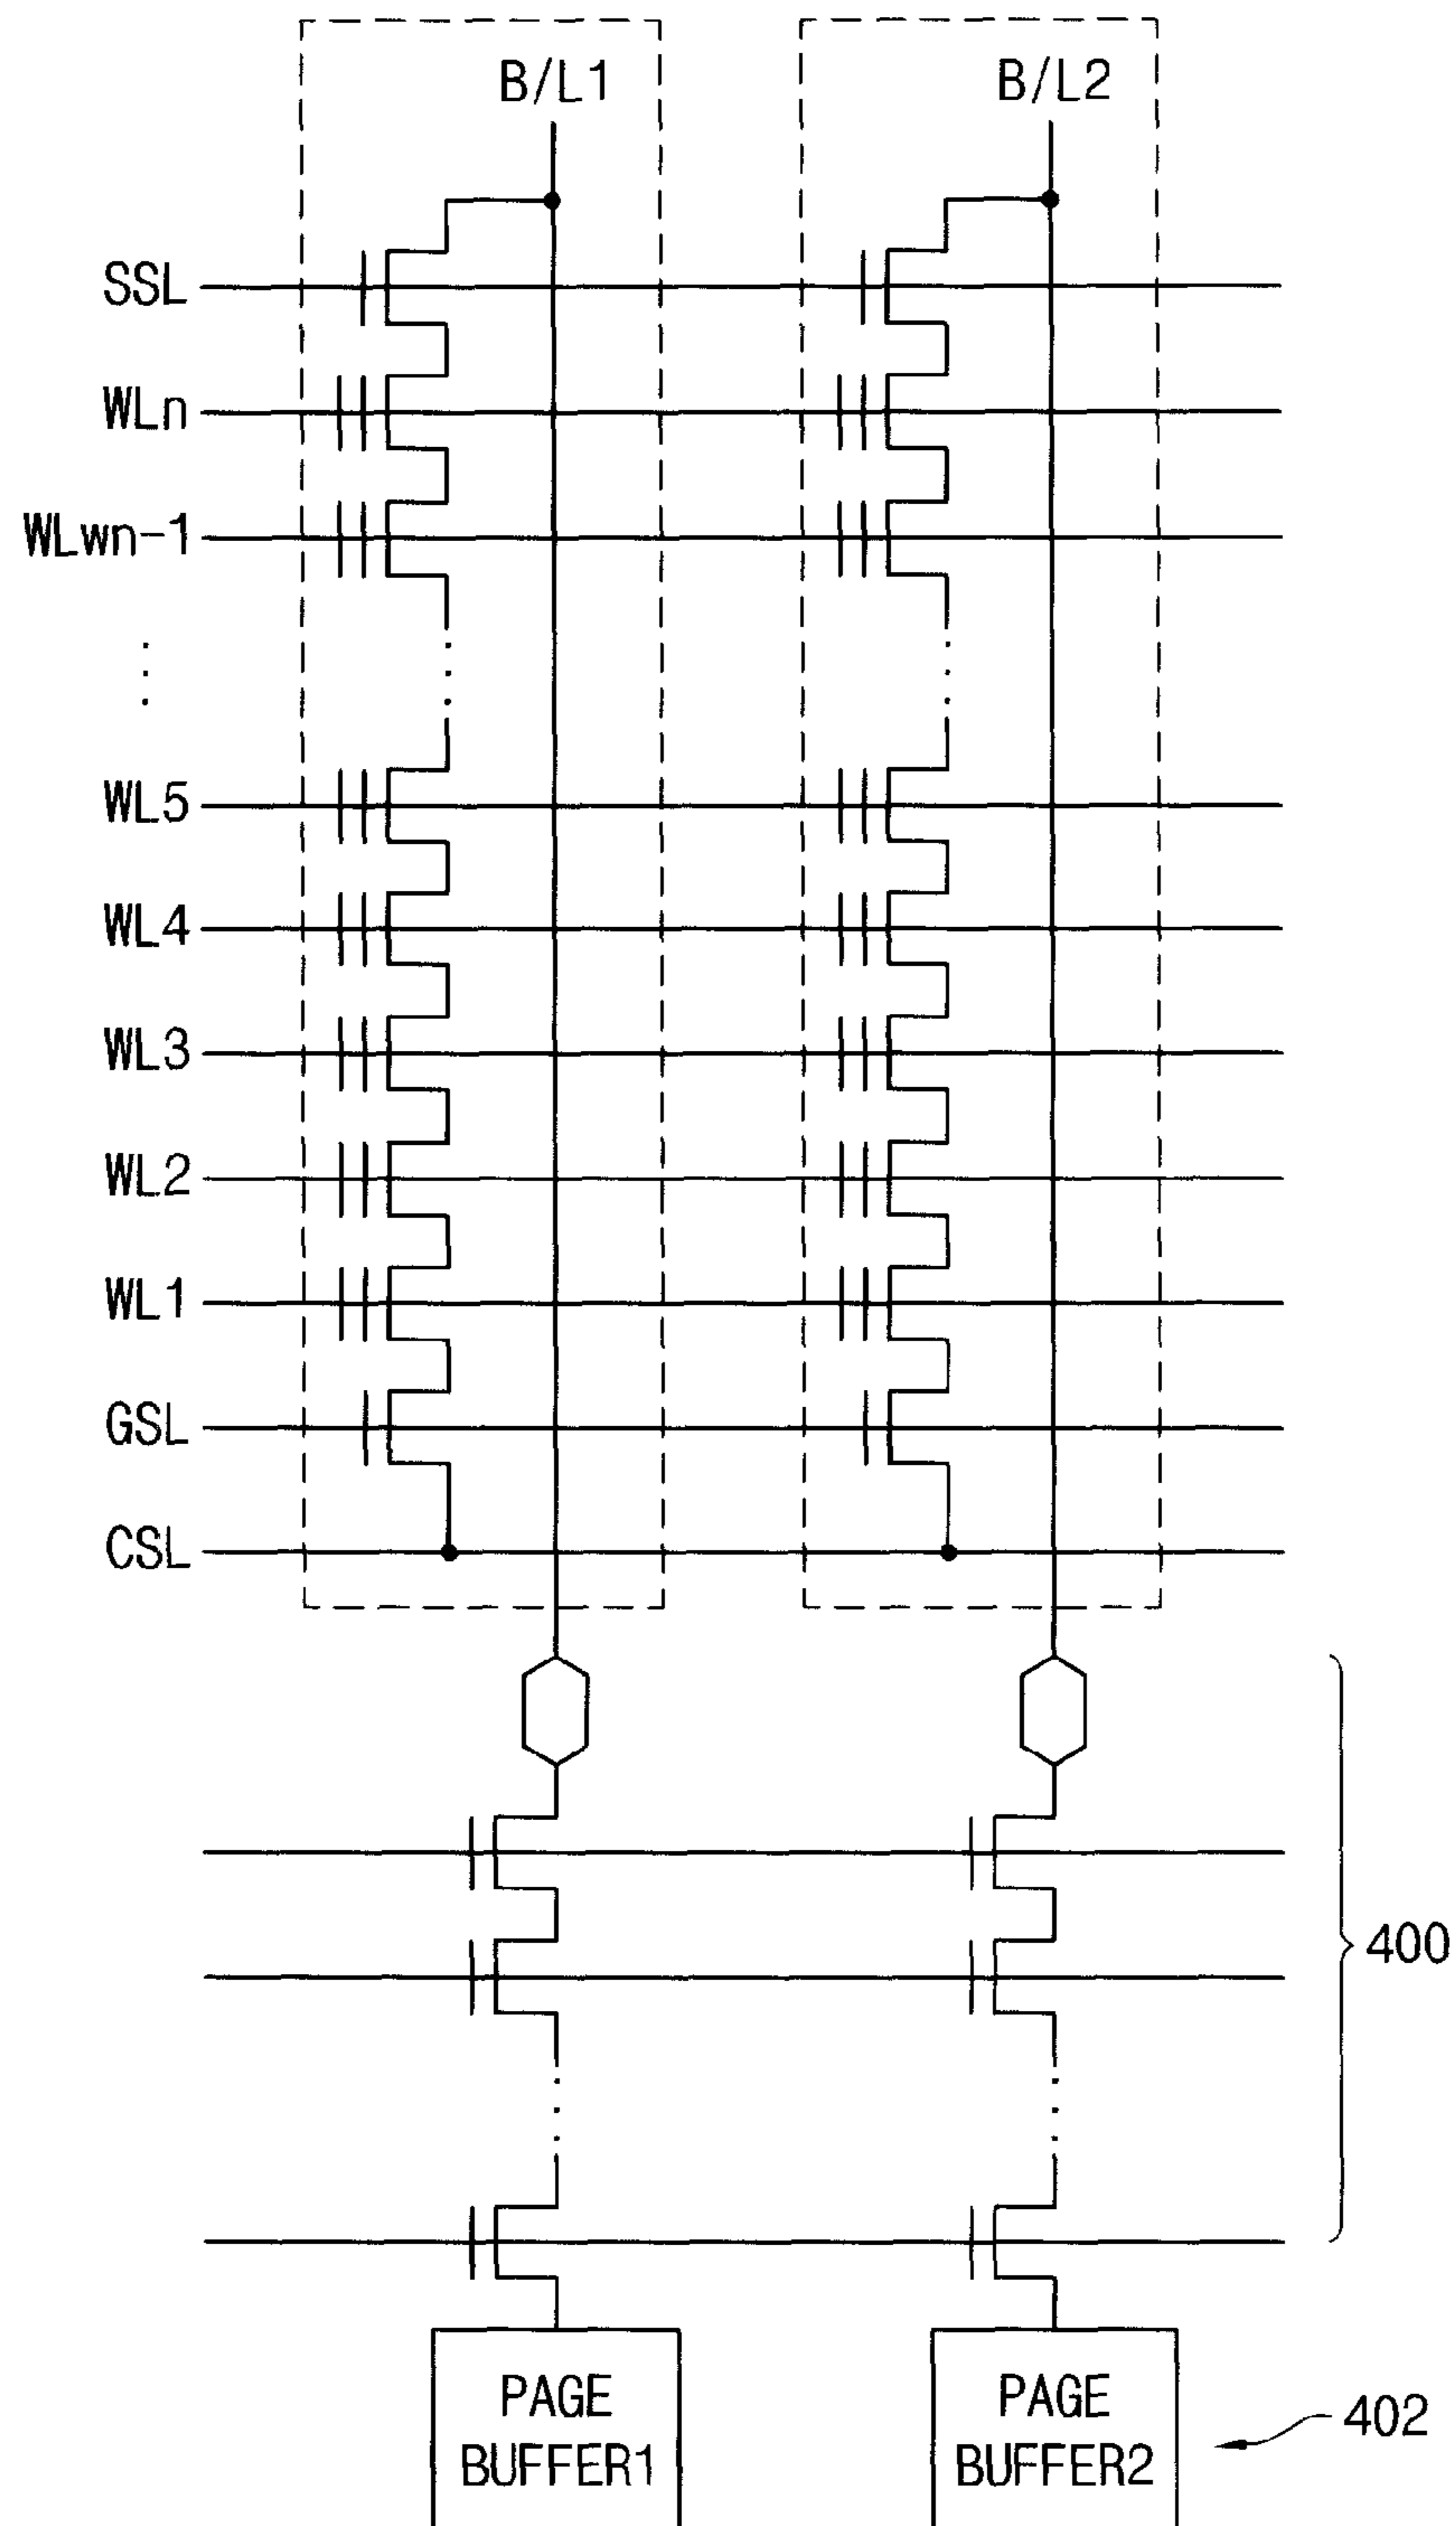 B/L1 B/L2
SSL
WLn
WLwn-1
WL5
WL4
WL3
WL2
WL1
GSL
CSL
400
PAGE
BUFFER1
PAGE
BUFFER2
402